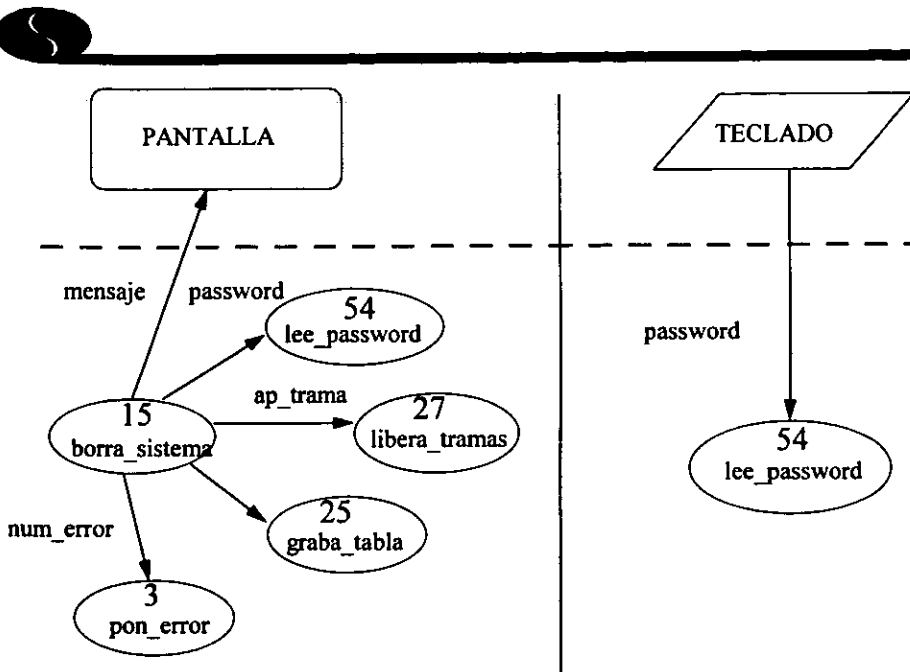 PANTALLA
TECLADO
mensaje
password
54
lee_password
ap_trama
15
borra_sistema
27
libera_tramas
25
graba_tabla
num_error
3
pon_error
password
54
lee_password